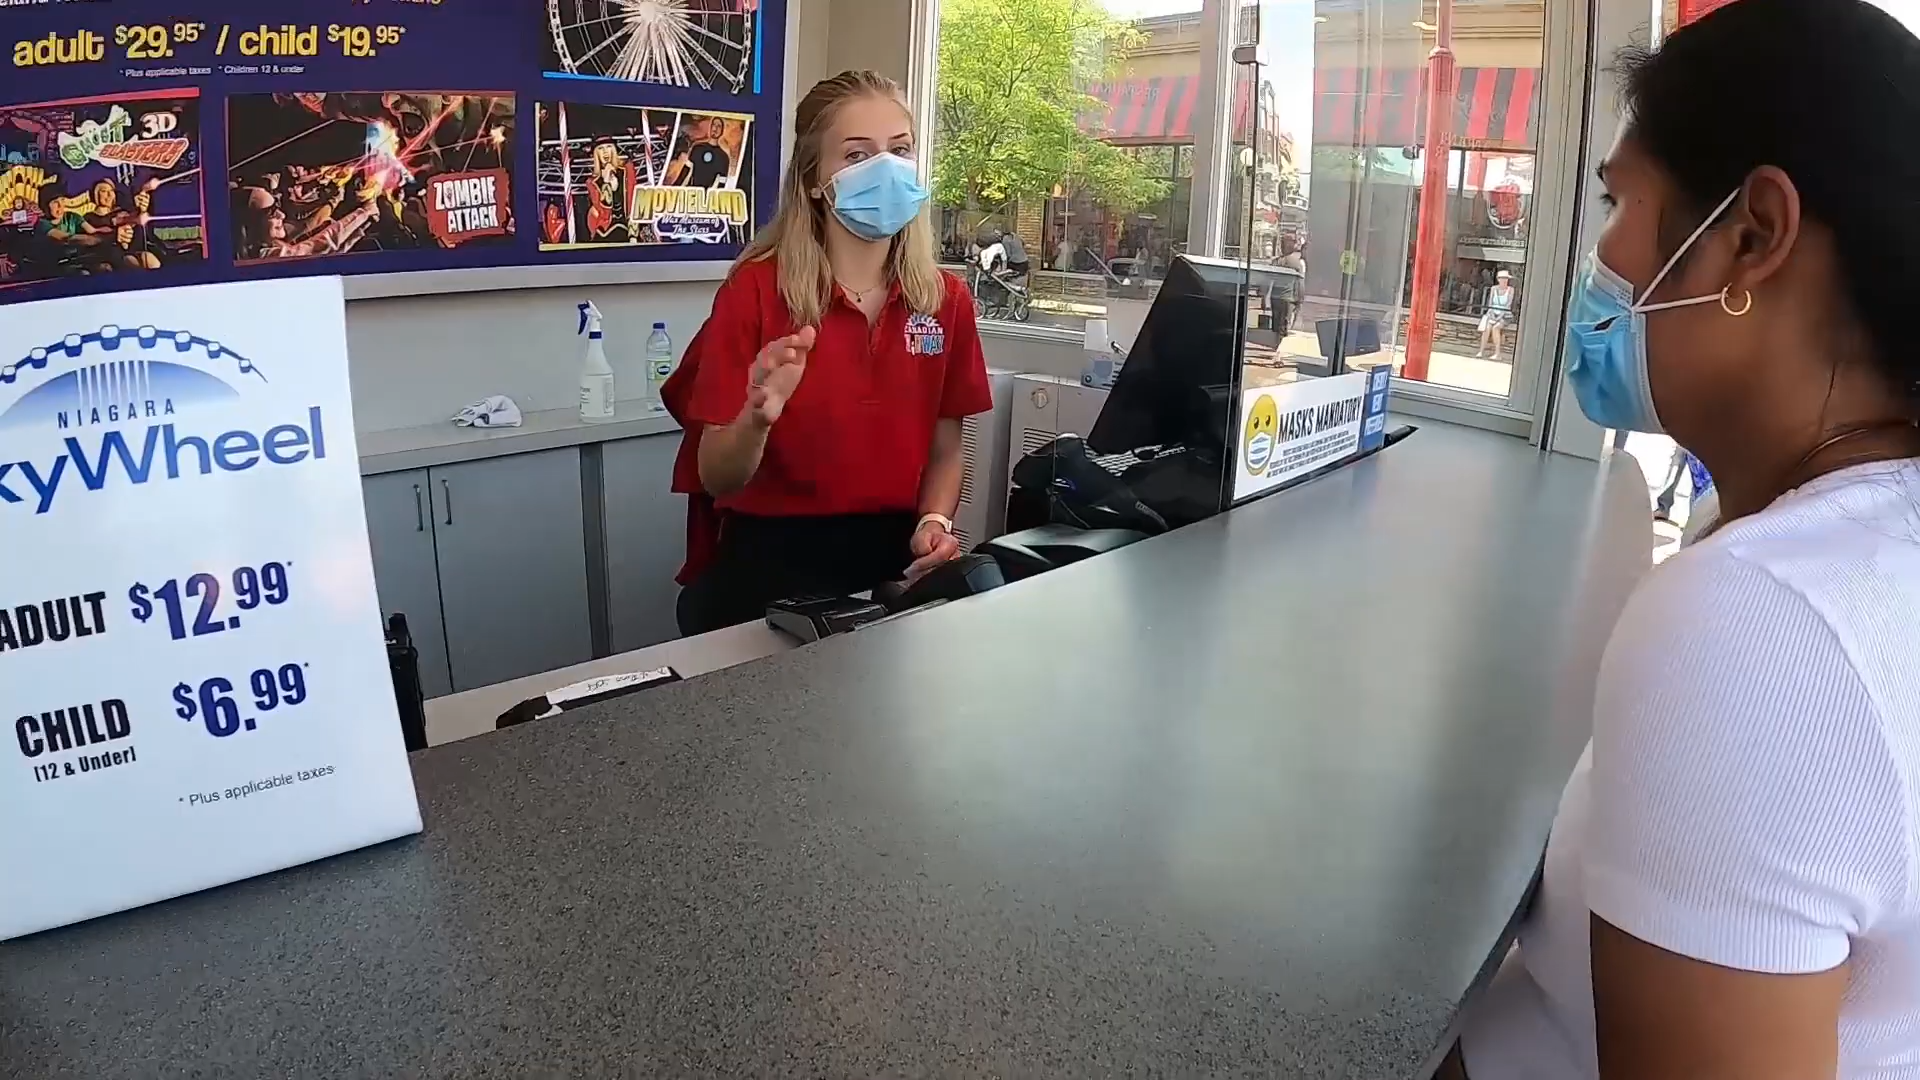 adult $29.95* / child $19.95*
* Plus applicable taxes * Children 12 & under
GHOST 3D
BLASTERS
ZOMBIE
ATTACK
MOVIELAND
Wax Museum of
The Stars
NIAGARA
kyWheel
ADULT $12.99*
CHILD $6.99*
[12 & Under]
* Plus applicable taxes
CANADIAN
MIDWAY
MASKS MANDATORY